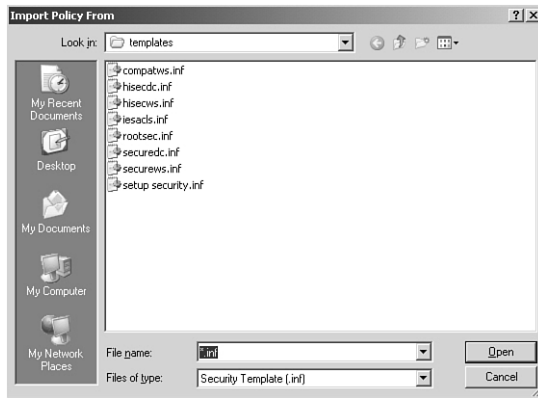 Import Policy From
? X
Look in: templates
My Recent Documents
Desktop
My Documents
My Computer
My Network Places
compatws.inf
hisecdc.inf
hisecws.inf
iesacls.inf
rootsec.inf
securedc.inf
securews.inf
setup security.inf
File name: *.inf
Open
Files of type: Security Template (.inf)
Cancel